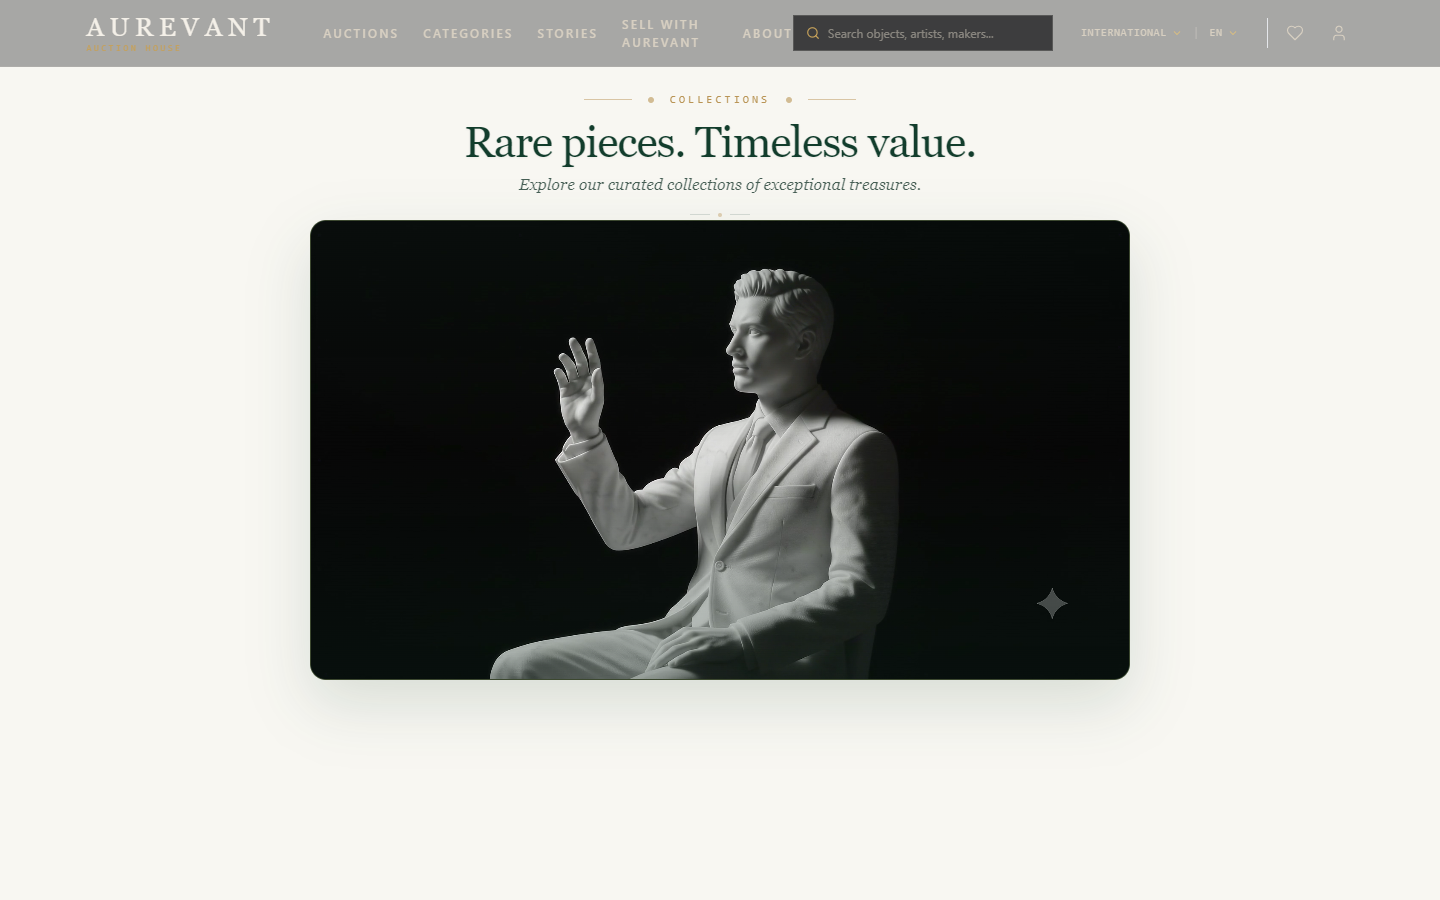 AUREVANT
AUCTIONS
CATEGORIES
STORIES
SELL WITH
AUREVANT
ABOUT
Search objects, artists, makers...
INTERNATIONAL
EN
COLLECTIONS
Rare pieces. Timeless value.
Explore our curated collections of exceptional treasures.